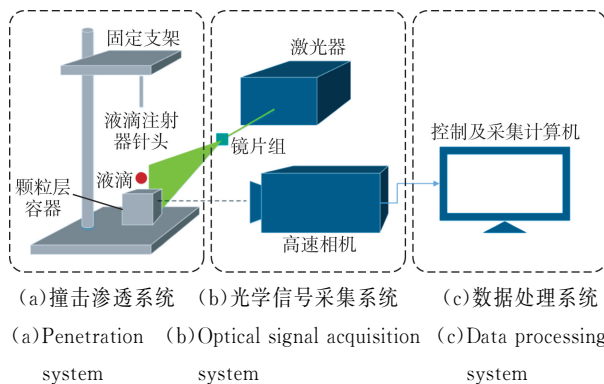 固定支架
液滴注射
器针头
液滴
颗粒层
容器
激光器
镜片组
高速相机
控制及采集计算机
(a)撞击渗透系统 (b)光学信号采集系统 (c)数据处理系统
(a)Penetration (b)Optical signal acquisition (c)Data processing
system system system